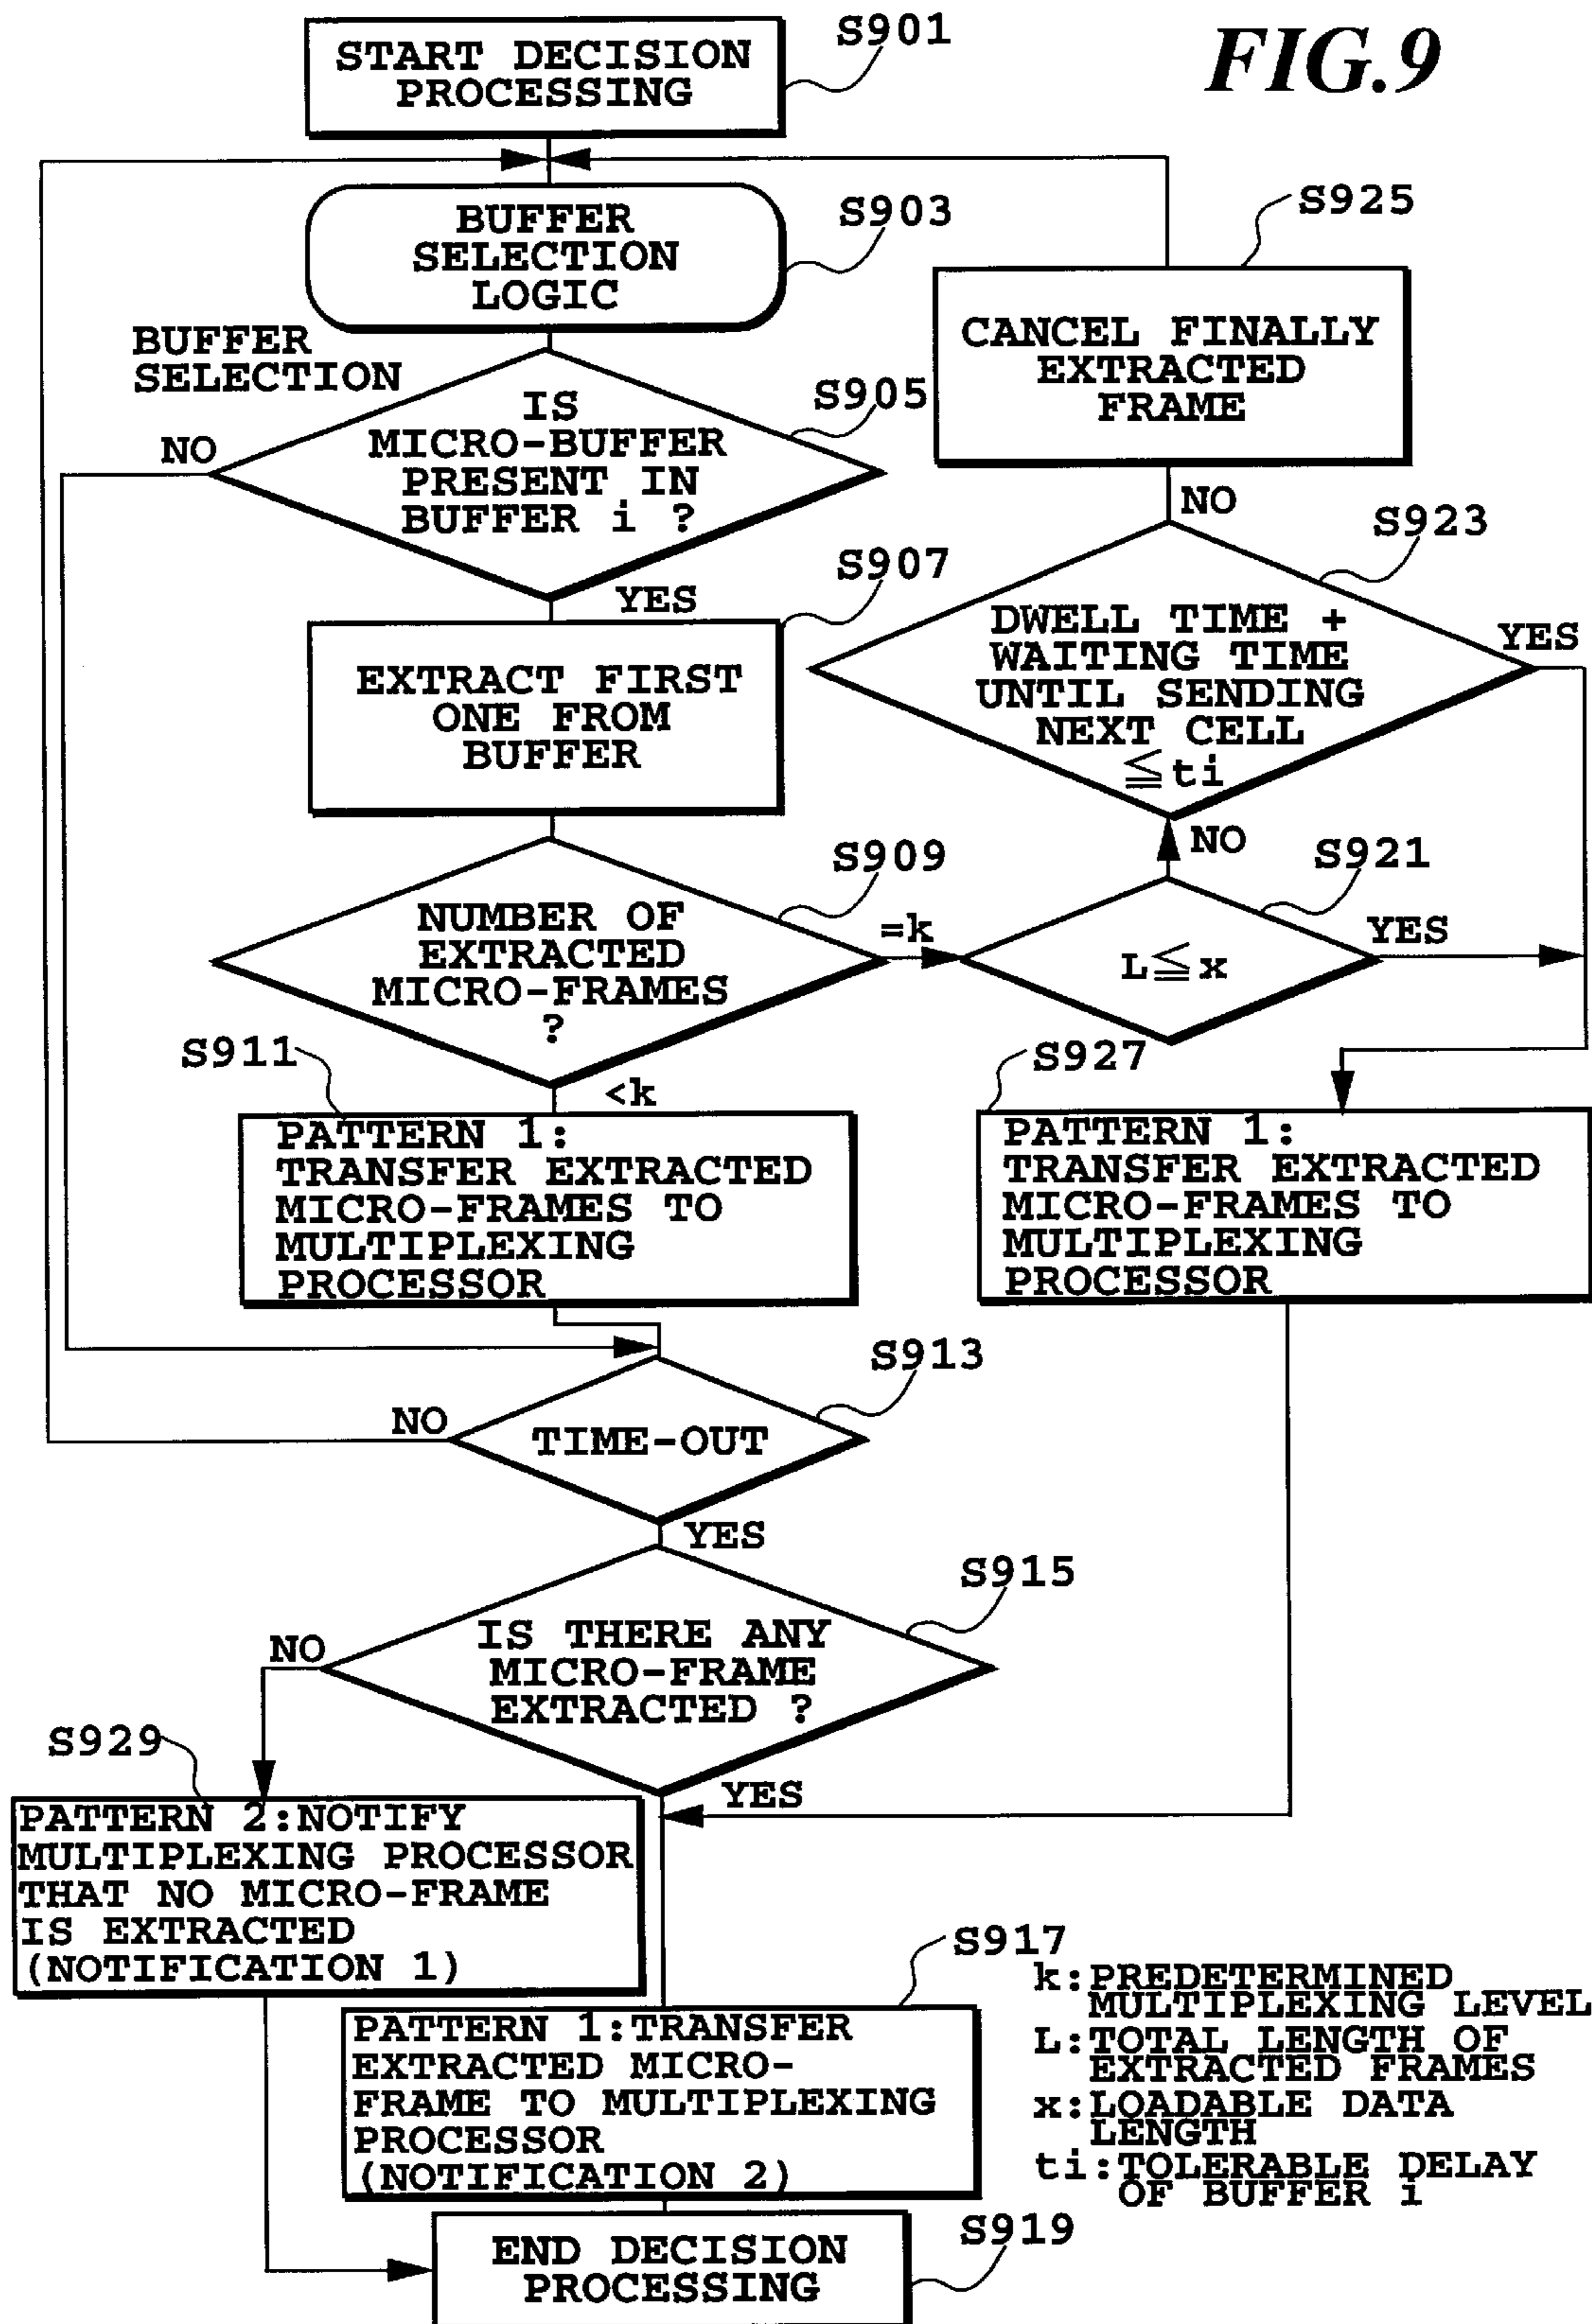 FIG.9
S901
START DECISION
PROCESSING
S903
BUFFER
SELECTION
LOGIC
S925
CANCEL FINALLY
EXTRACTED
FRAME
BUFFER
SELECTION
S905
IS
MICRO-BUFFER
PRESENT IN
BUFFER i ?
NO
YES
NO
S923
DWELL TIME +
WAITING TIME
UNTIL SENDING
NEXT CELL
≦ti
YES
S907
EXTRACT FIRST
ONE FROM
BUFFER
NO
S909
NUMBER OF
EXTRACTED
MICRO-FRAMES
?
=k
S921
L≦x
YES
<k
S911
PATTERN 1:
TRANSFER EXTRACTED
MICRO-FRAMES TO
MULTIPLEXING
PROCESSOR
S927
PATTERN 1:
TRANSFER EXTRACTED
MICRO-FRAMES TO
MULTIPLEXING
PROCESSOR
S913
NO
TIME-OUT
YES
S915
IS THERE ANY
MICRO-FRAME
EXTRACTED ?
NO
YES
S929
PATTERN 2:NOTIFY
MULTIPLEXING PROCESSOR
THAT NO MICRO-FRAME
IS EXTRACTED
(NOTIFICATION 1)
S917
PATTERN 1:TRANSFER
EXTRACTED MICRO-
FRAME TO MULTIPLEXING
PROCESSOR
(NOTIFICATION 2)
k:PREDETERMINED
MULTIPLEXING LEVEL
L:TOTAL LENGTH OF
EXTRACTED FRAMES
x:LOADABLE DATA
LENGTH
ti:TOLERABLE DELAY
OF BUFFER i
S919
END DECISION
PROCESSING